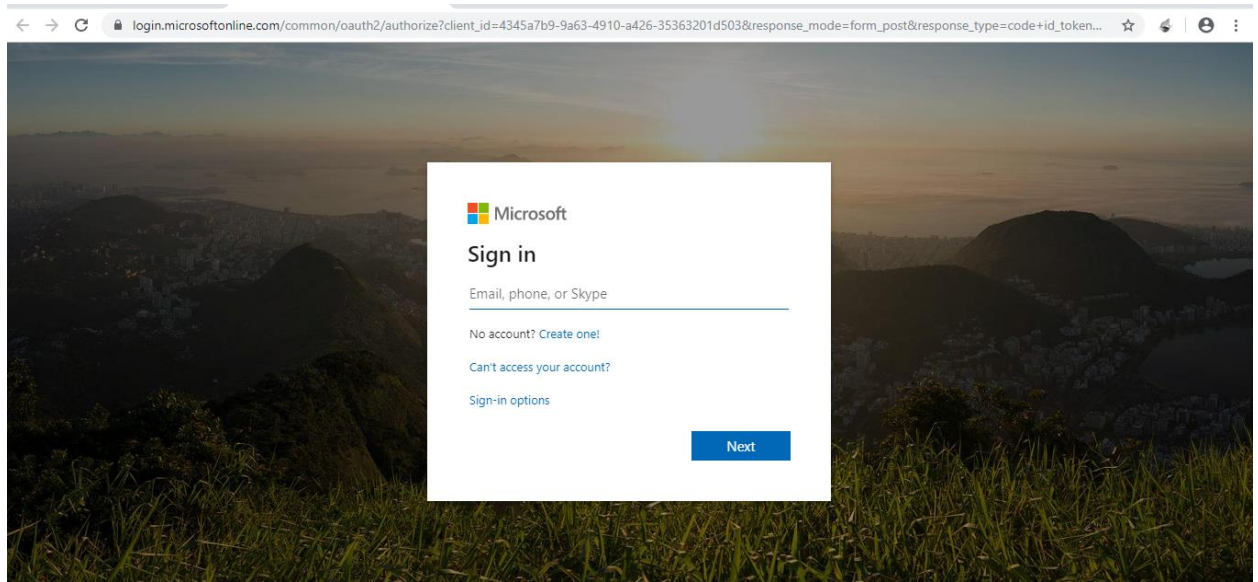 login.microsoftonline.com/common/oauth2/authorize?client_id=4345a7b9-9a63-4910-a426-35363201d503&response_mode=form_post&response_type=code+id_token...
Microsoft
Sign in
Email, phone, or Skype
No account? Create one!
Can't access your account?
Sign-in options
Next